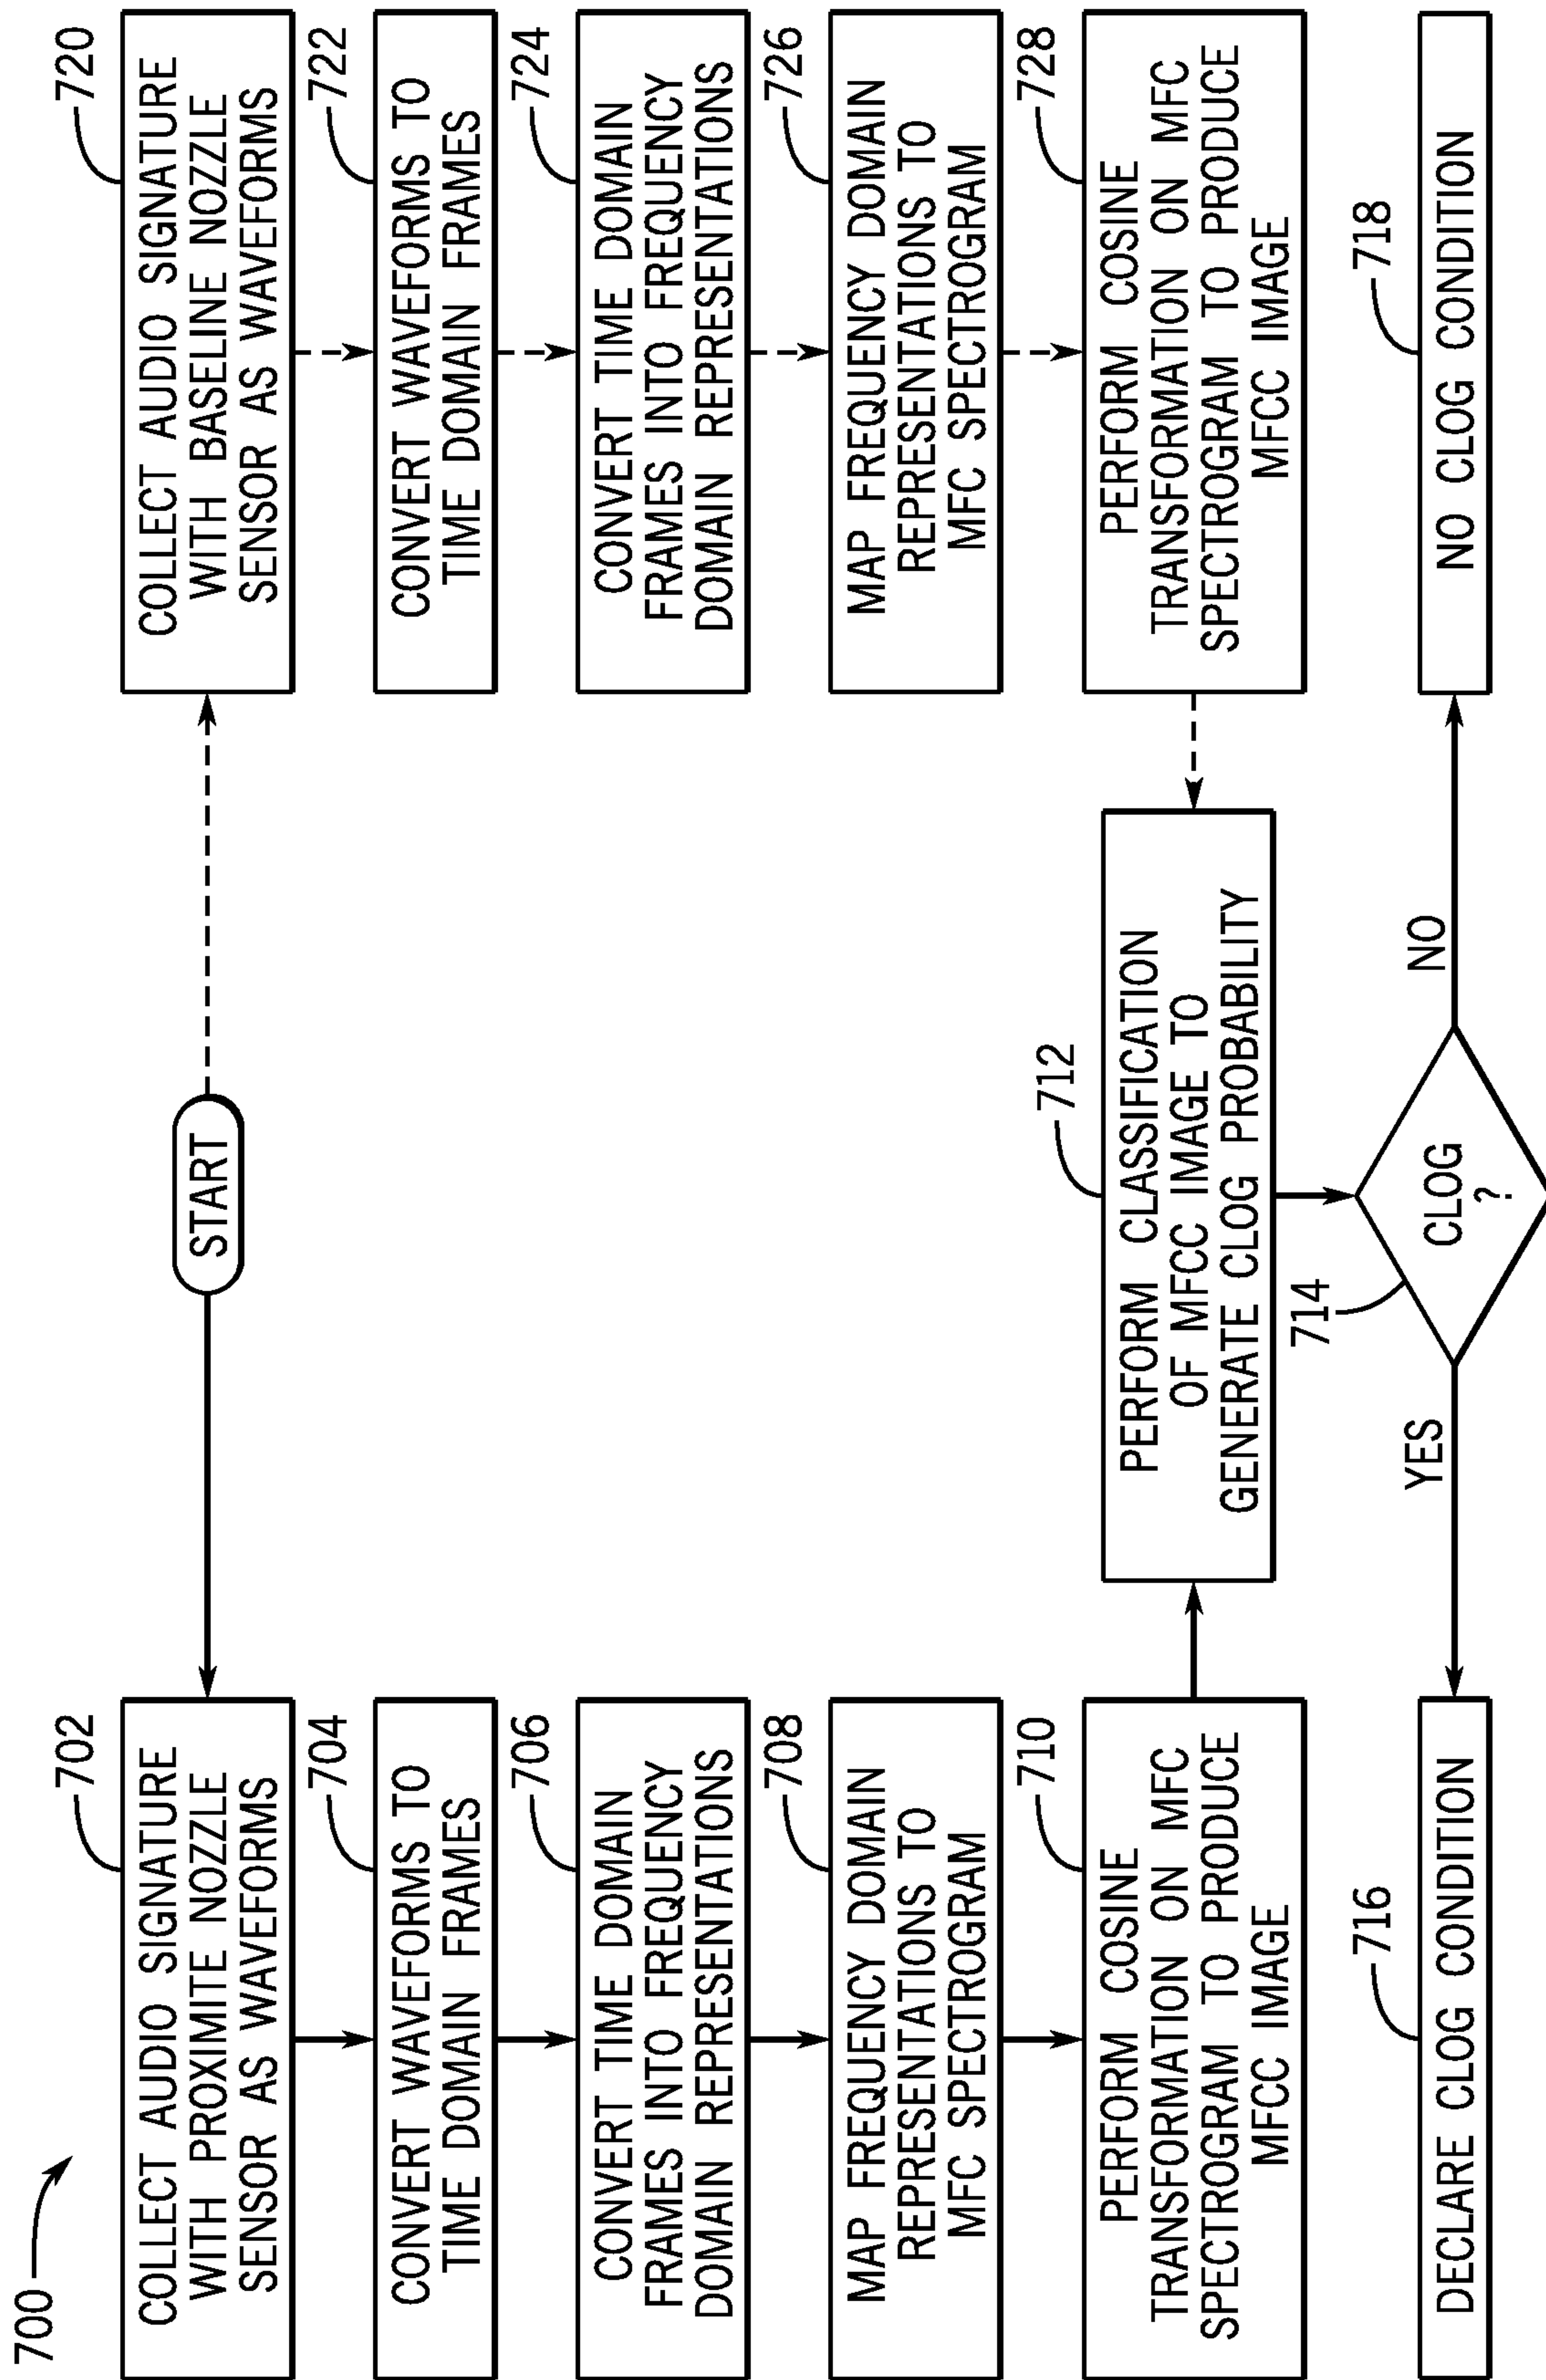 700
START
702
COLLECT AUDIO SIGNATURE
WITH PROXIMITE NOZZLE
SENSOR AS WAVEFORMS
704
CONVERT WAVEFORMS TO
TIME DOMAIN FRAMES
706
CONVERT TIME DOMAIN
FRAMES INTO FREQUENCY
DOMAIN REPRESENTATIONS
708
MAP FREQUENCY DOMAIN
REPRESENTATIONS TO
MFC SPECTROGRAM
710
PERFORM COSINE
TRANSFORMATION ON MFC
SPECTROGRAM TO PRODUCE
MFCC IMAGE
720
COLLECT AUDIO SIGNATURE
WITH BASELINE NOZZLE
SENSOR AS WAVEFORMS
722
CONVERT WAVEFORMS TO
TIME DOMAIN FRAMES
724
CONVERT TIME DOMAIN
FRAMES INTO FREQUENCY
DOMAIN REPRESENTATIONS
726
MAP FREQUENCY DOMAIN
REPRESENTATIONS TO
MFC SPECTROGRAM
728
PERFORM COSINE
TRANSFORMATION ON MFC
SPECTROGRAM TO PRODUCE
MFCC IMAGE
712
PERFORM CLASSIFICATION
OF MFCC IMAGE TO
GENERATE CLOG PROBABILITY
714
CLOG
?
YES
NO
716
DECLARE CLOG CONDITION
718
NO CLOG CONDITION